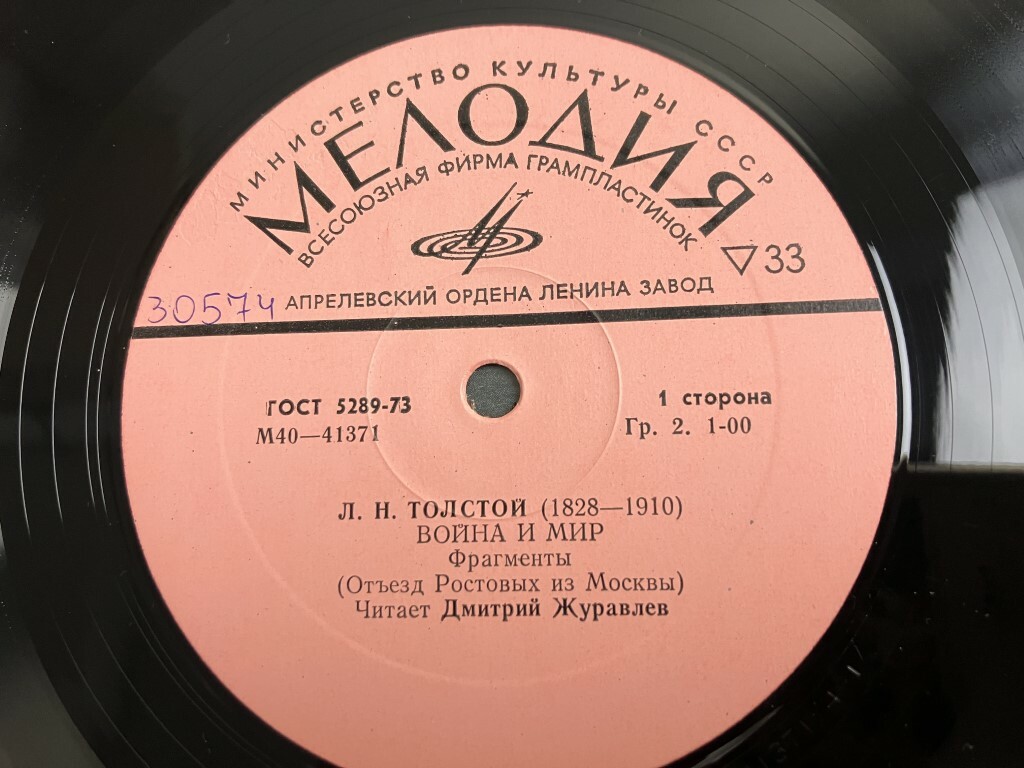 МИНИСТЕРСТВО КУЛЬТУРЫ СССР
МЕЛОДИЯ
ВСЕСОЮЗНАЯ ФИРМА ГРАМПЛАСТИНОК
33
30574 АПРЕЛЕВСКИЙ ОРДЕНА ЛЕНИНА ЗАВОД
ГОСТ 5289-73
М40—41371
1 сторона
Гр. 2. 1-00
Л. Н. ТОЛСТОЙ (1828—1910)
ВОЙНА И МИР
Фрагменты
(Отъезд Ростовых из Москвы)
Читает Дмитрий Журавлев